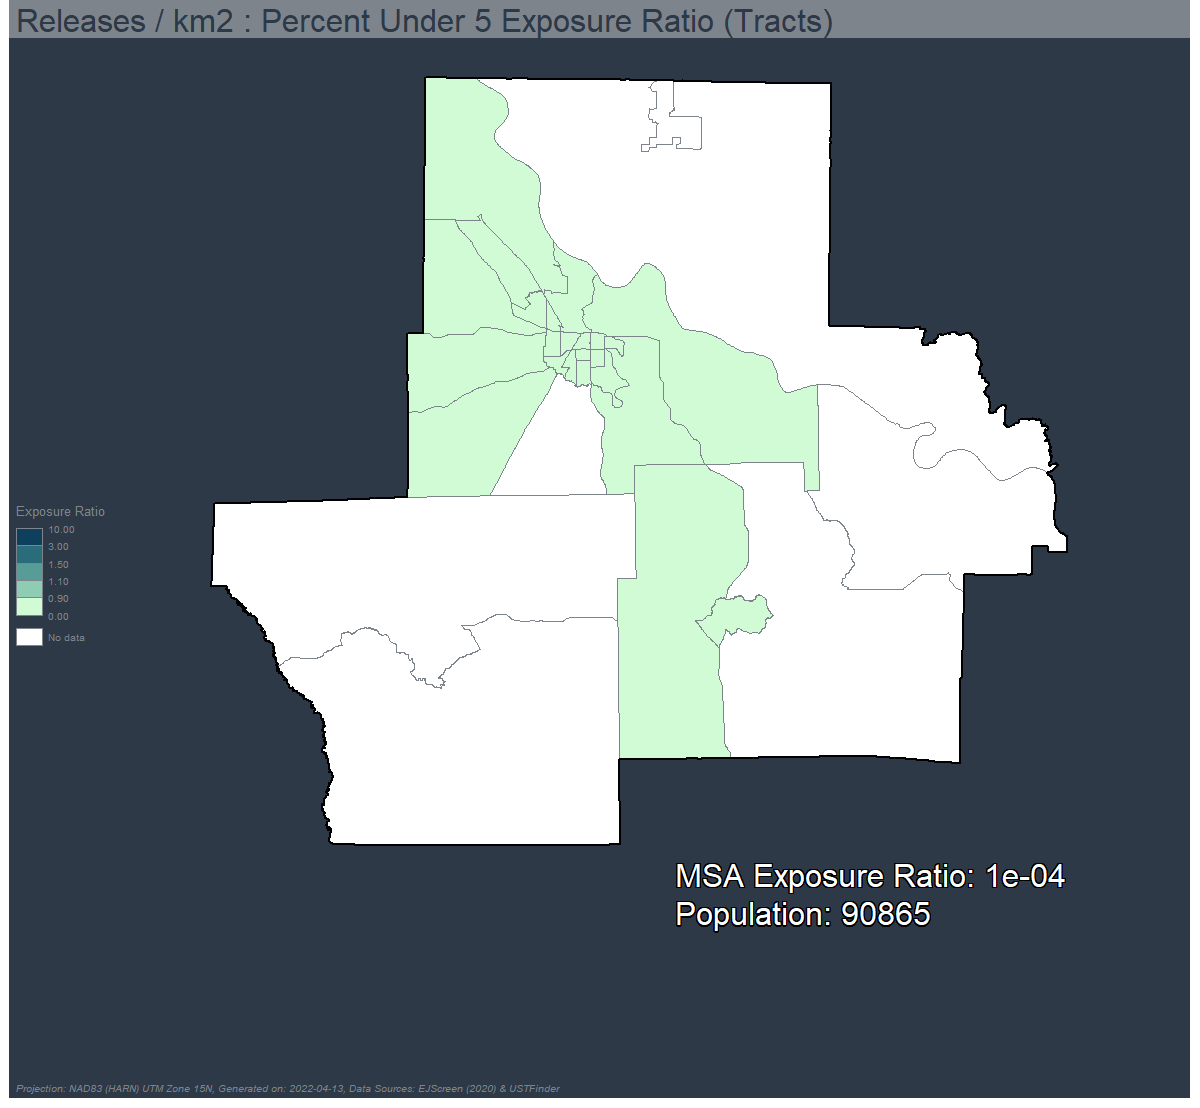 Releases / km2 : Percent Under 5 Exposure Ratio (Tracts)
Exposure Ratio
10.00
3.00
1.50
1.10
0.90
0.00
No data
MSA Exposure Ratio: 1e-04
Population: 90865
Projection: NAD83 (HARN) UTM Zone 15N, Generated on: 2022-04-13, Data Sources: EJScreen (2020) & USTFinder